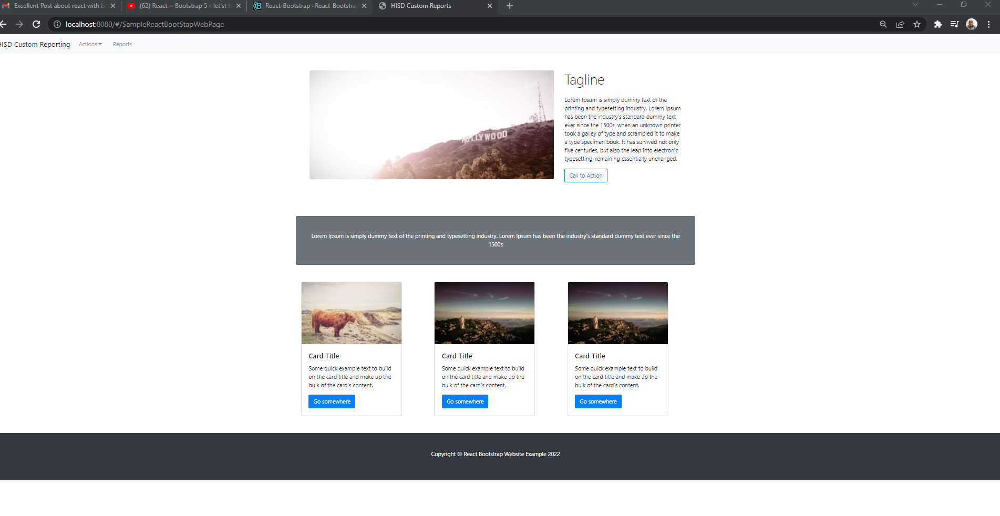 Excellent Post about react with b
(62) React + Bootstrap 5 - let'st b
React-Bootstrap · React-Bootstra
HISD Custom Reports
localhost:8080/#/SampleReactBootStapWebPage
HISD Custom Reporting
Actions
Reports
HOLLYWOOD
Tagline
Lorem Ipsum is simply dummy text of the
printing and typesetting industry. Lorem Ipsum
has been the industry's standard dummy text
ever since the 1500s, when an unknown printer
took a galley of type and scrambled it to make
a type specimen book. It has survived not only
five centuries, but also the leap into electronic
typesetting, remaining essentially unchanged.
Call to Action
Lorem Ipsum is simply dummy text of the printing and typesetting industry. Lorem Ipsum has been the industry's standard dummy text ever since the
1500s
Card Title
Some quick example text to build
on the card title and make up the
bulk of the card's content.
Go somewhere
Card Title
Some quick example text to build
on the card title and make up the
bulk of the card's content.
Go somewhere
Card Title
Some quick example text to build
on the card title and make up the
bulk of the card's content.
Go somewhere
Copyright © React Bootstrap Website Example 2022